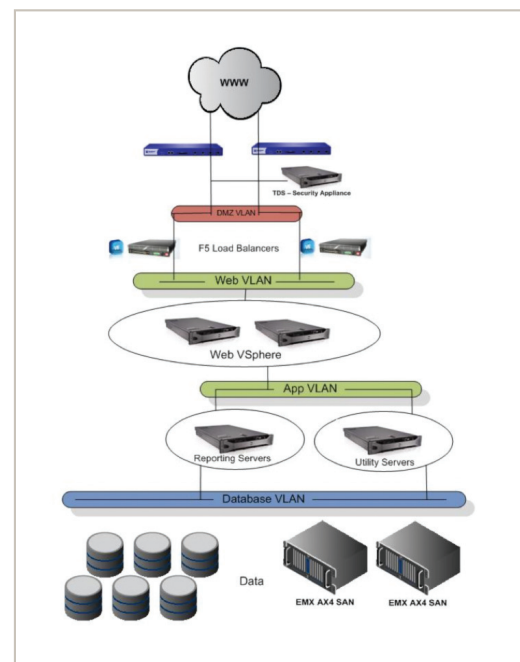 WWW
TDS – Security Appliance
DMZ VLAN
F5 Load Balancers
Web VLAN
Web VSphere
App VLAN
Reporting Servers
Utility Servers
Database VLAN
Data
EMX AX4 SAN
EMX AX4 SAN